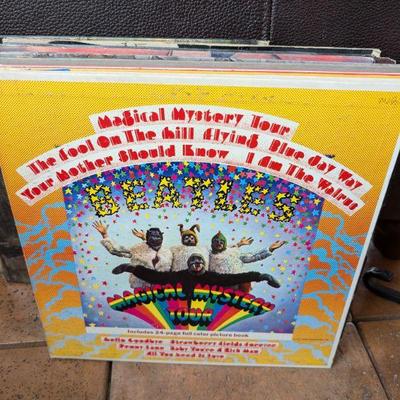 Magical Mystery Tour
The Fool On The Hill Flying Blue Jay Way
Your Mother Should Know I Am The Walrus
BEATLES
MAGICAL MYSTERY
TOUR
Includes 24-page full color picture book
Hello Goodbye Strawberry Fields Forever
Penny Lane Baby You're A Rich Man
All You Need Is Love